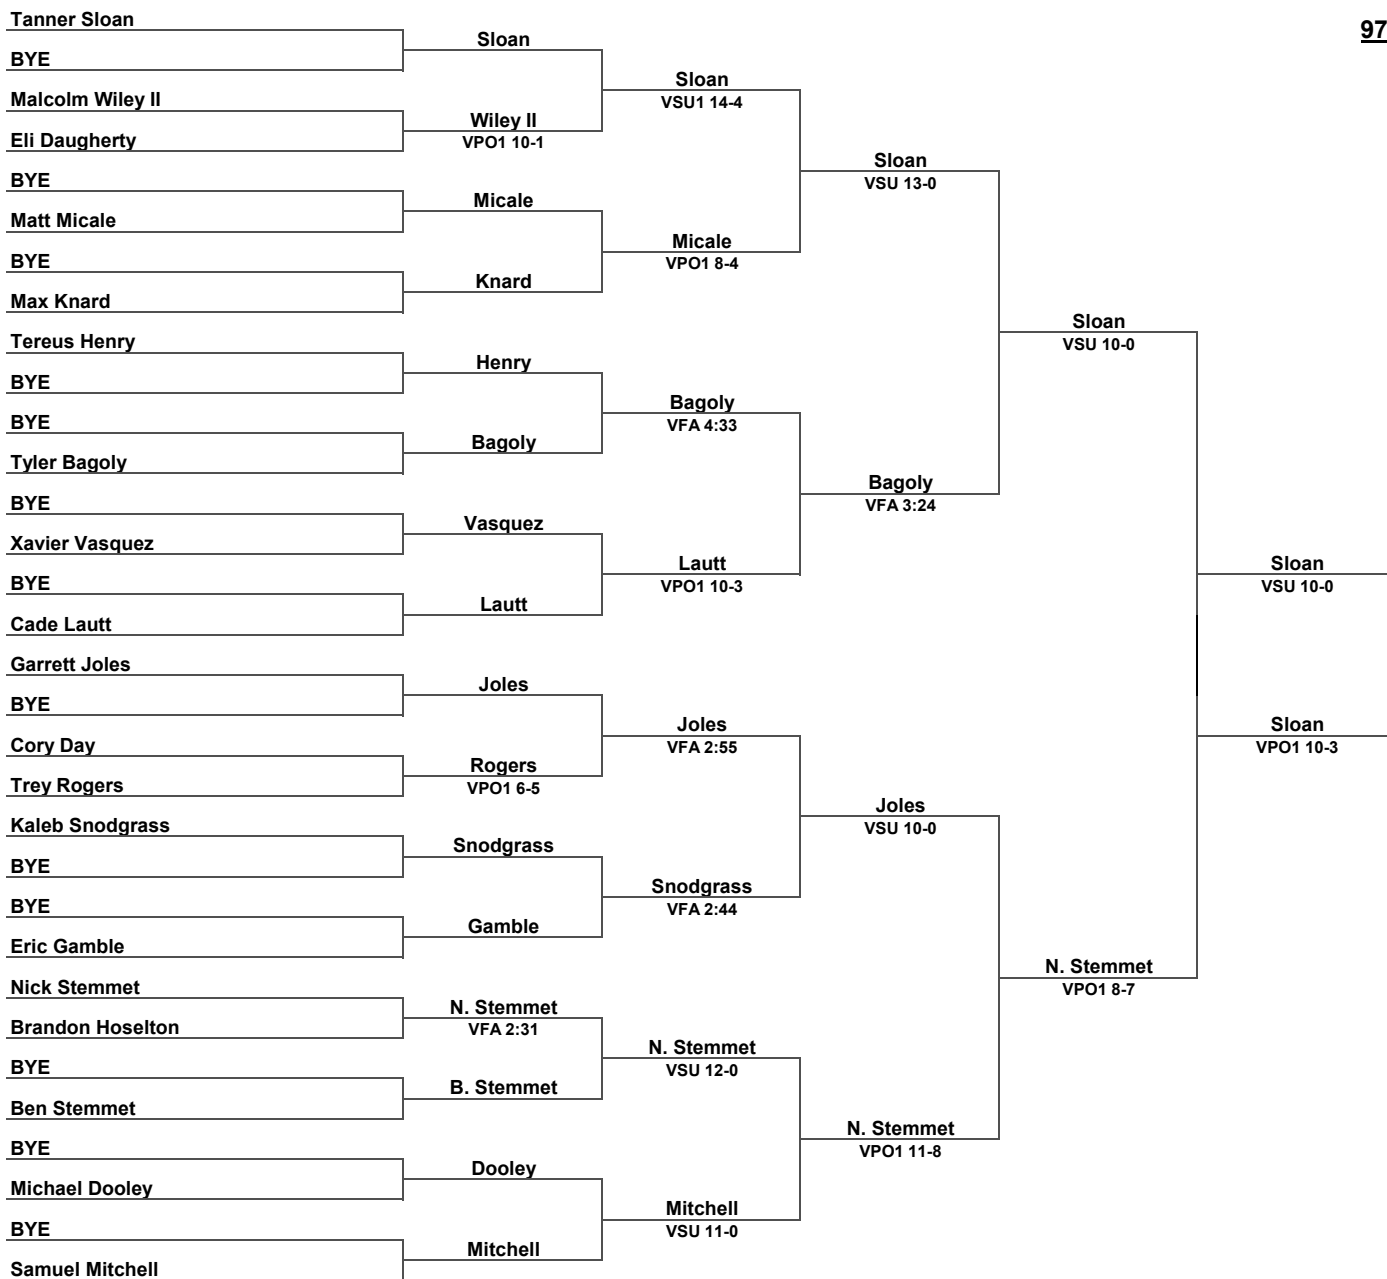 Tanner Sloan
97
Sloan
BYE
Sloan
Malcolm Wiley II
VSU1 14-4
Wiley II
Eli Daugherty
VPO1 10-1
Sloan
BYE
VSU 13-0
Micale
Matt Micale
Micale
BYE
VPO1 8-4
Knard
Max Knard
Sloan
Tereus Henry
VSU 10-0
Henry
BYE
Bagoly
BYE
VFA 4:33
Bagoly
Tyler Bagoly
Bagoly
BYE
VFA 3:24
Vasquez
Xavier Vasquez
Lautt
Sloan
BYE
VPO1 10-3
VSU 10-0
Lautt
Cade Lautt
Garrett Joles
Joles
BYE
Joles
Sloan
Cory Day
VFA 2:55
VPO1 10-3
Rogers
Trey Rogers
VPO1 6-5
Joles
Kaleb Snodgrass
VSU 10-0
Snodgrass
BYE
Snodgrass
BYE
VFA 2:44
Gamble
Eric Gamble
N. Stemmet
Nick Stemmet
VPO1 8-7
N. Stemmet
Brandon Hoselton
VFA 2:31
N. Stemmet
BYE
VSU 12-0
B. Stemmet
Ben Stemmet
N. Stemmet
BYE
VPO1 11-8
Dooley
Michael Dooley
Mitchell
BYE
VSU 11-0
Mitchell
Samuel Mitchell